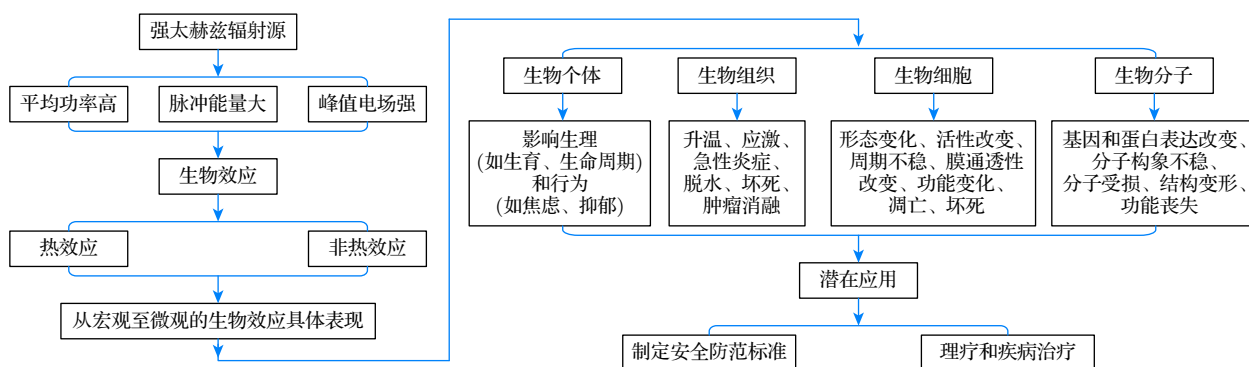 强太赫兹辐射源
平均功率高
脉冲能量大
峰值电场强
生物效应
热效应
非热效应
从宏观至微观的生物效应具体表现
生物个体
生物组织
生物细胞
生物分子
影响生理
(如生育、生命周期)
和行为
(如焦虑、抑郁)
升温、应激、
急性炎症、
脱水、坏死、
肿瘤消融
形态变化、活性改变、
周期不稳、膜通透性
改变、功能变化、
凋亡、坏死
基因和蛋白表达改变、
分子构象不稳、
分子受损、结构变形、
功能丧失
潜在应用
制定安全防范标准
理疗和疾病治疗